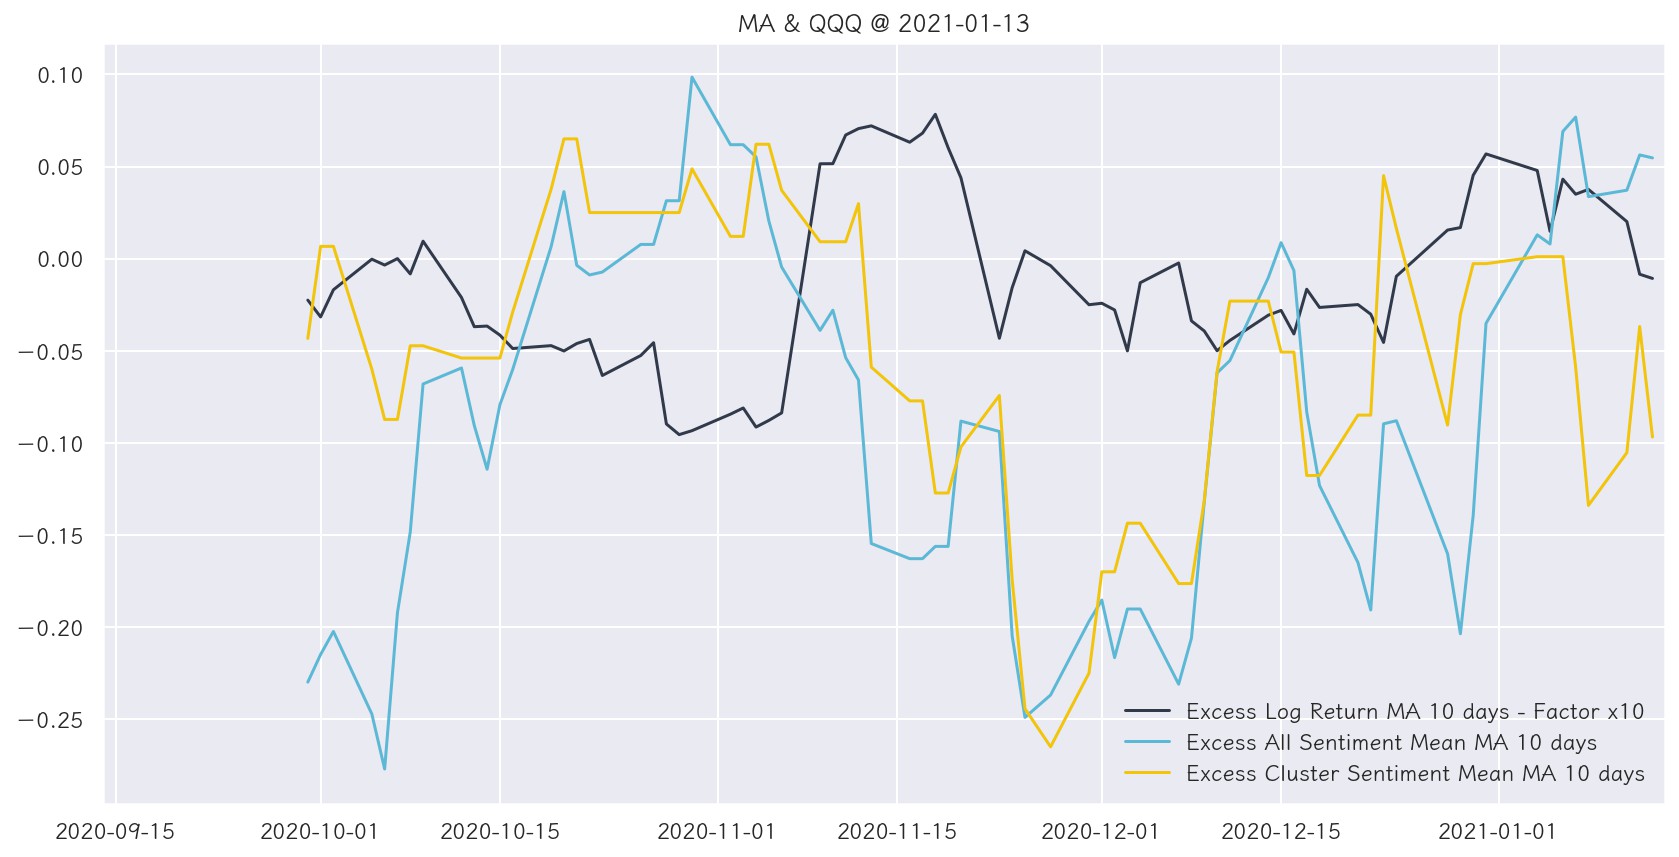 MA & QQQ @ 2021-01-13
0.10
0.05
0.00
−0.05
−0.10
−0.15
−0.20
−0.25
Excess Log Return MA 10 days - Factor x10
Excess All Sentiment Mean MA 10 days
Excess Cluster Sentiment Mean MA 10 days
2020-09-15 2020-10-01 2020-10-15 2020-11-01 2020-11-15 2020-12-01 2020-12-15 2021-01-01